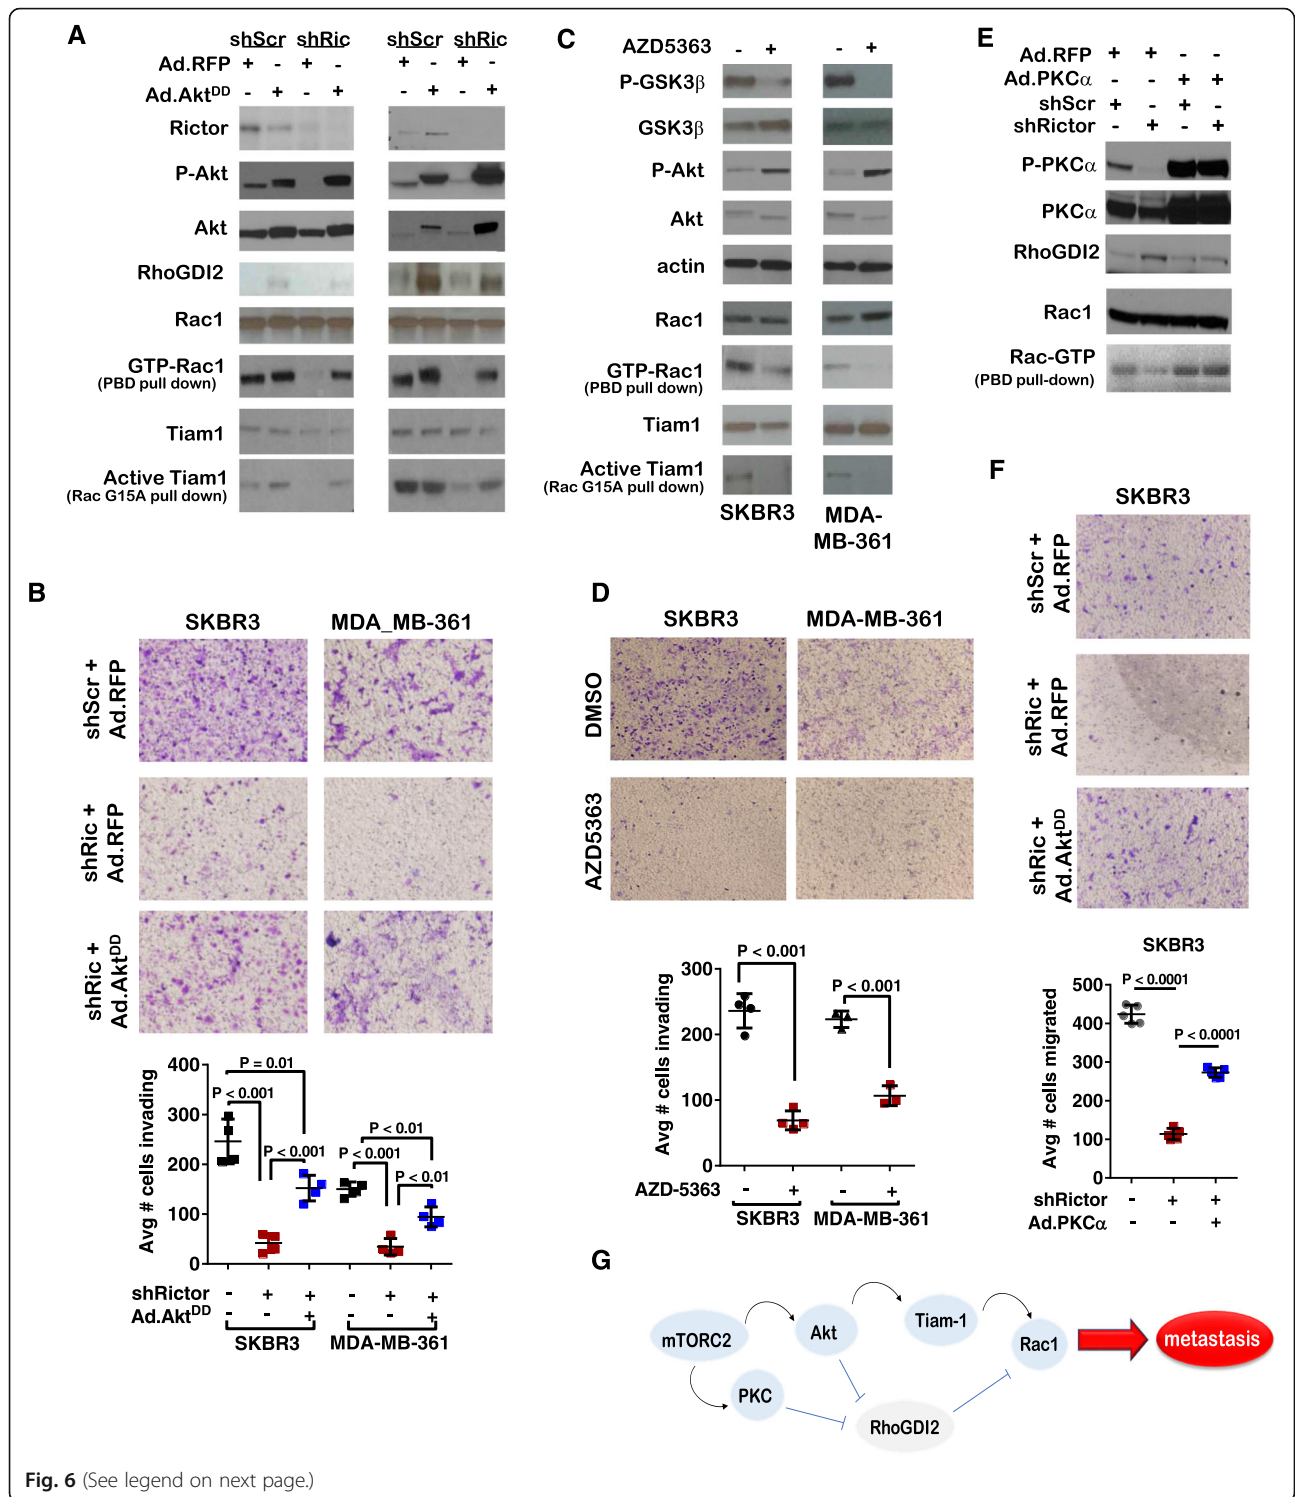 A
shScr shRic shScr shRic
Ad.RFP + - + - + - + -
Ad.Akt^DD - + - + - + - +
Rictor
P-Akt
Akt
RhoGDI2
Rac1
GTP-Rac1
(PBD pull down)
Tiam1
Active Tiam1
(Rac G15A pull down)
B
SKBR3 MDA_MB-361
shScr +
Ad.RFP
shRic +
Ad.RFP
shRic +
Ad.Akt^DD
Avg # cells invading
400
300
200
100
0
P = 0.01
P < 0.001
P < 0.001
P < 0.01
P < 0.001
P < 0.01
shRictor - + + - + +
Ad.Akt^DD - - + - - +
SKBR3 MDA-MB-361
C
AZD5363 - + - +
P-GSK3β
GSK3β
P-Akt
Akt
actin
Rac1
GTP-Rac1
(PBD pull down)
Tiam1
Active Tiam1
(Rac G15A pull down)
SKBR3 MDA-
MB-361
D
SKBR3 MDA-MB-361
DMSO
AZD5363
Avg # cells invading
300
200
100
0
P < 0.001
P < 0.001
AZD-5363 - + - +
SKBR3 MDA-MB-361
E
Ad.RFP + + - -
Ad.PKCα - - + +
shScr + - + -
shRictor - + - +
P-PKCα
PKCα
RhoGDI2
Rac1
Rac-GTP
(PBD pull-down)
F
SKBR3
shScr +
Ad.RFP
shRic +
Ad.RFP
shRic +
Ad.Akt^DD
SKBR3
Avg # cells migrated
500
400
300
200
100
0
P < 0.0001
P < 0.0001
shRictor - + +
Ad.PKCα - - +
G
mTORC2
Akt
Tiam-1
Rac1
metastasis
PKC
RhoGDI2
Fig. 6 (See legend on next page.)